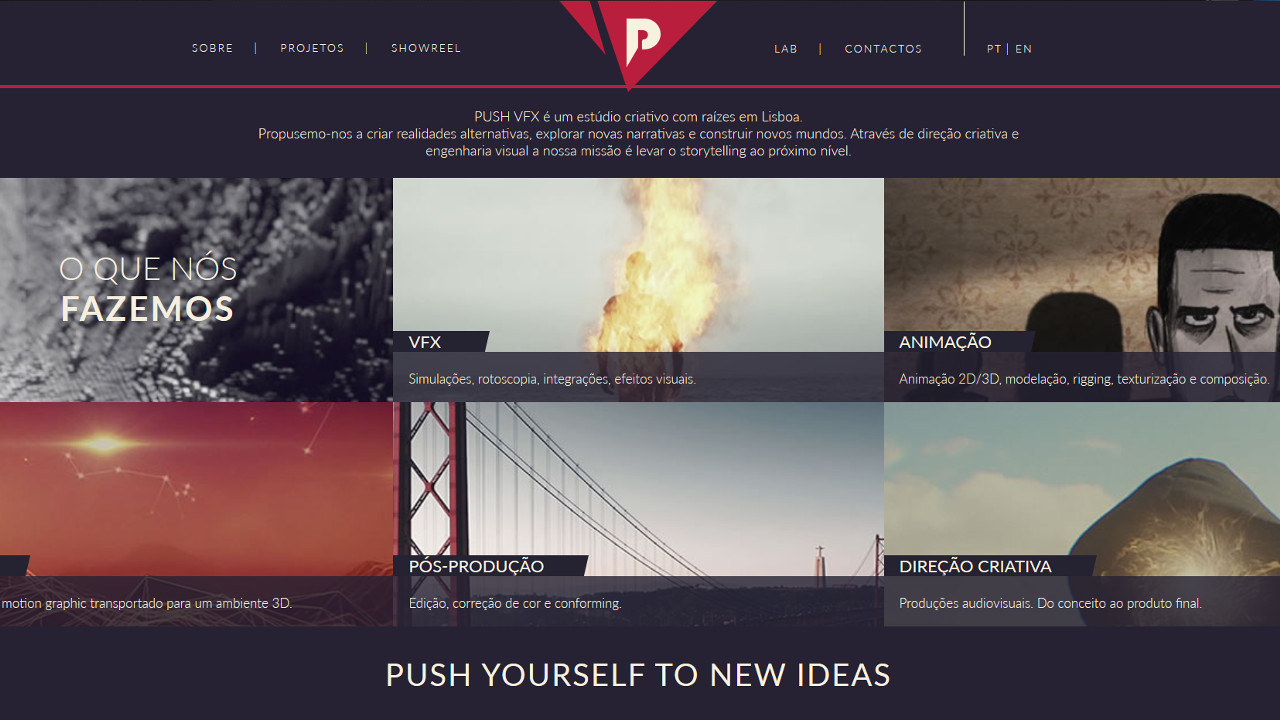 SOBRE | PROJETOS | SHOWREEL
P
LAB | CONTACTOS
PT | EN
PUSH VFX é um estúdio criativo com raízes em Lisboa.
Propusemo-nos a criar realidades alternativas, explorar novas narrativas e construir novos mundos. Através de direção criativa e
engenharia visual a nossa missão é levar o storytelling ao próximo nível.
O QUE NÓS
FAZEMOS
VFX
Simulações, rotoscopia, integrações, efeitos visuais.
ANIMAÇÃO
Animação 2D/3D, modelação, rigging, texturização e composição.
motion graphic transportado para um ambiente 3D.
PÓS-PRODUÇÃO
Edição, correção de cor e conforming.
DIREÇÃO CRIATIVA
Produções audiovisuais. Do conceito ao produto final.
PUSH YOURSELF TO NEW IDEAS